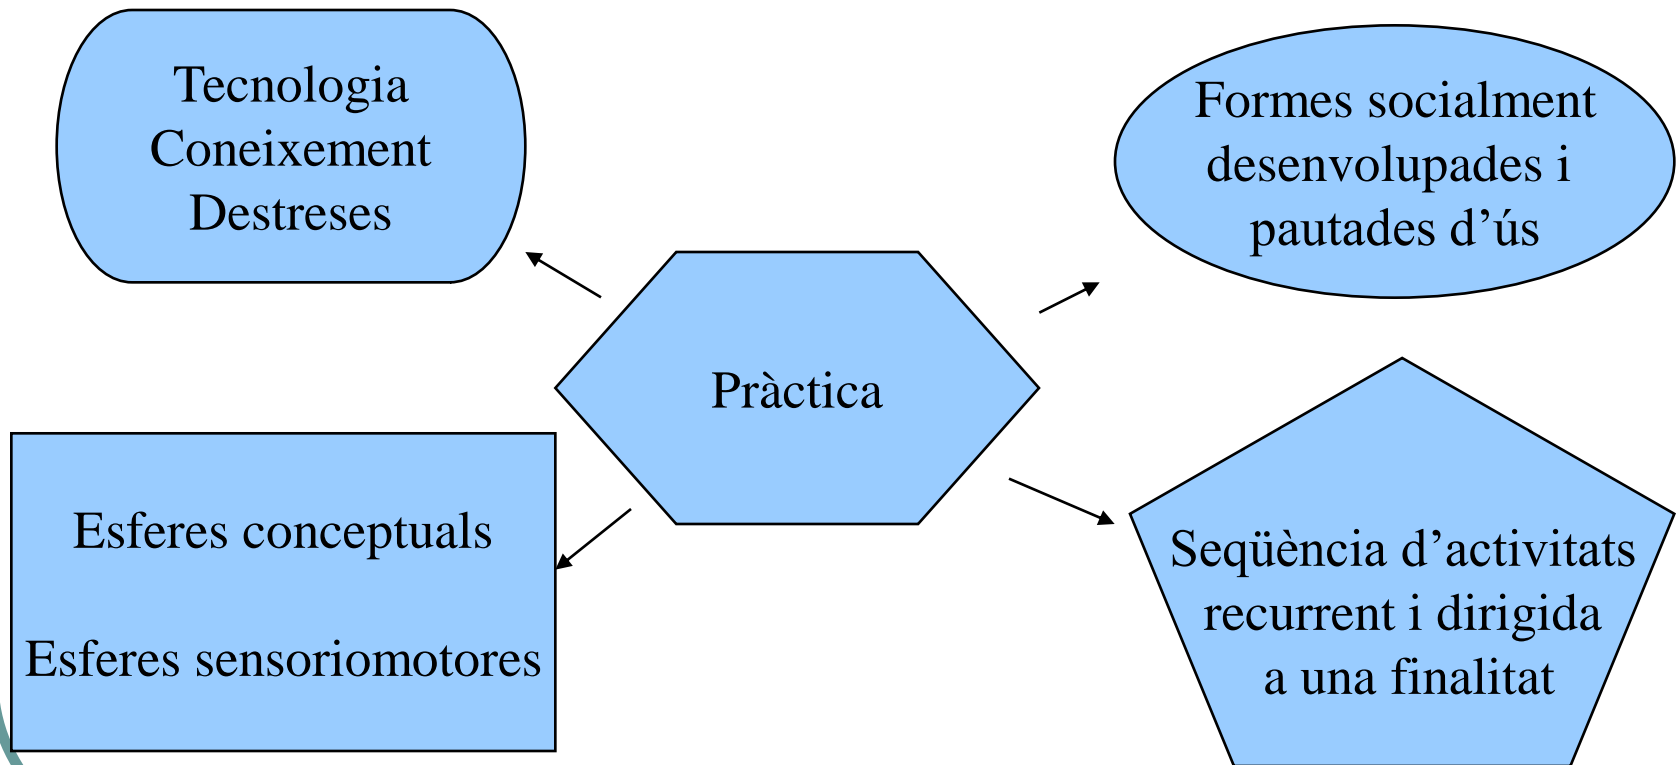 Tecnologia
Coneixement
Destreses
Formes socialment
desenvolupades i
pautades d’ús
Pràctica
Esferes conceptuals
Esferes sensoriomotores
Seqüència d’activitats
recurrent i dirigida
a una finalitat